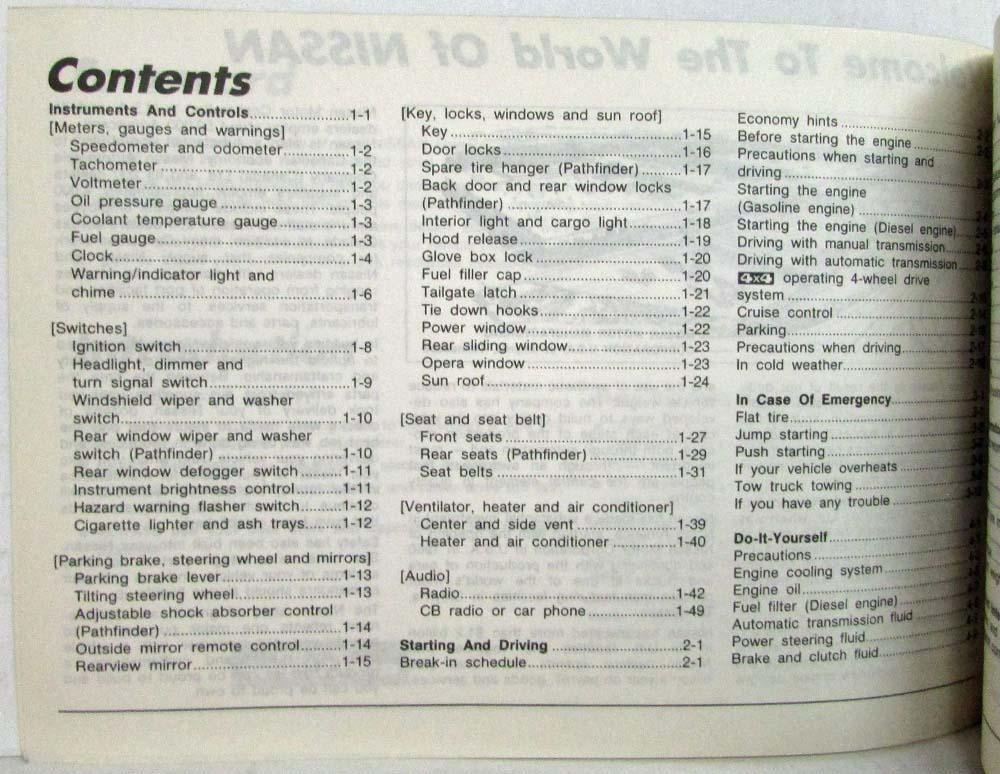 Contents
Instruments And Controls......................1-1
[Meters, gauges and warnings]
Speedometer and odometer...............1-2
Tachometer..........................................1-2
Voltmeter.............................................1-2
Oil pressure gauge............................1-3
Coolant temperature gauge................1-3
Fuel gauge..........................................1-3
Clock...................................................1-4
Warning/indicator light and
chime..................................................1-6
[Switches]
Ignition switch.....................................1-8
Headlight, dimmer and
turn signal switch................................1-9
Windshield wiper and washer
switch................................................1-10
Rear window wiper and washer
switch (Pathfinder)............................1-10
Rear window defogger switch.........1-11
Instrument brightness control..........1-11
Hazard warning flasher switch.........1-12
Cigarette lighter and ash trays........1-12
[Parking brake, steering wheel and mirrors]
Parking brake lever..........................1-13
Tilting steering wheel.......................1-13
Adjustable shock absorber control
(Pathfinder).......................................1-14
Outside mirror remote control.........1-14
Rearview mirror................................1-15
[Key, locks, windows and sun roof]
Key...................................................1-15
Door locks........................................1-16
Spare tire hanger (Pathfinder).........1-17
Back door and rear window locks
(Pathfinder)......................................1-17
Interior light and cargo light............1-18
Hood release....................................1-19
Glove box lock.................................1-20
Fuel filler cap...................................1-20
Tailgate latch...................................1-21
Tie down hooks................................1-22
Power window..................................1-22
Rear sliding window.........................1-23
Opera window..................................1-23
Sun roof...........................................1-24
[Seat and seat belt]
Front seats......................................1-27
Rear seats (Pathfinder)...................1-29
Seat belts........................................1-31
[Ventilator, heater and air conditioner]
Center and side vent.......................1-39
Heater and air conditioner..............1-40
[Audio]
Radio................................................1-42
CB radio or car phone.....................1-49
Starting And Driving.........................2-1
Break-in schedule..............................2-1
Economy hints
Before starting the engine
Precautions when starting and
driving
Starting the engine
(Gasoline engine)
Starting the engine (Diesel engine)
Driving with manual transmission
Driving with automatic transmission
4x4 operating 4-wheel drive
system
Cruise control
Parking
Precautions when driving
In cold weather
In Case Of Emergency
Flat tire
Jump starting
Push starting
If your vehicle overheats
Tow truck towing
If you have any trouble
Do-It-Yourself
Precautions
Engine cooling system
Engine oil
Fuel filter (Diesel engine)
Automatic transmission fluid
Power steering fluid
Brake and clutch fluid